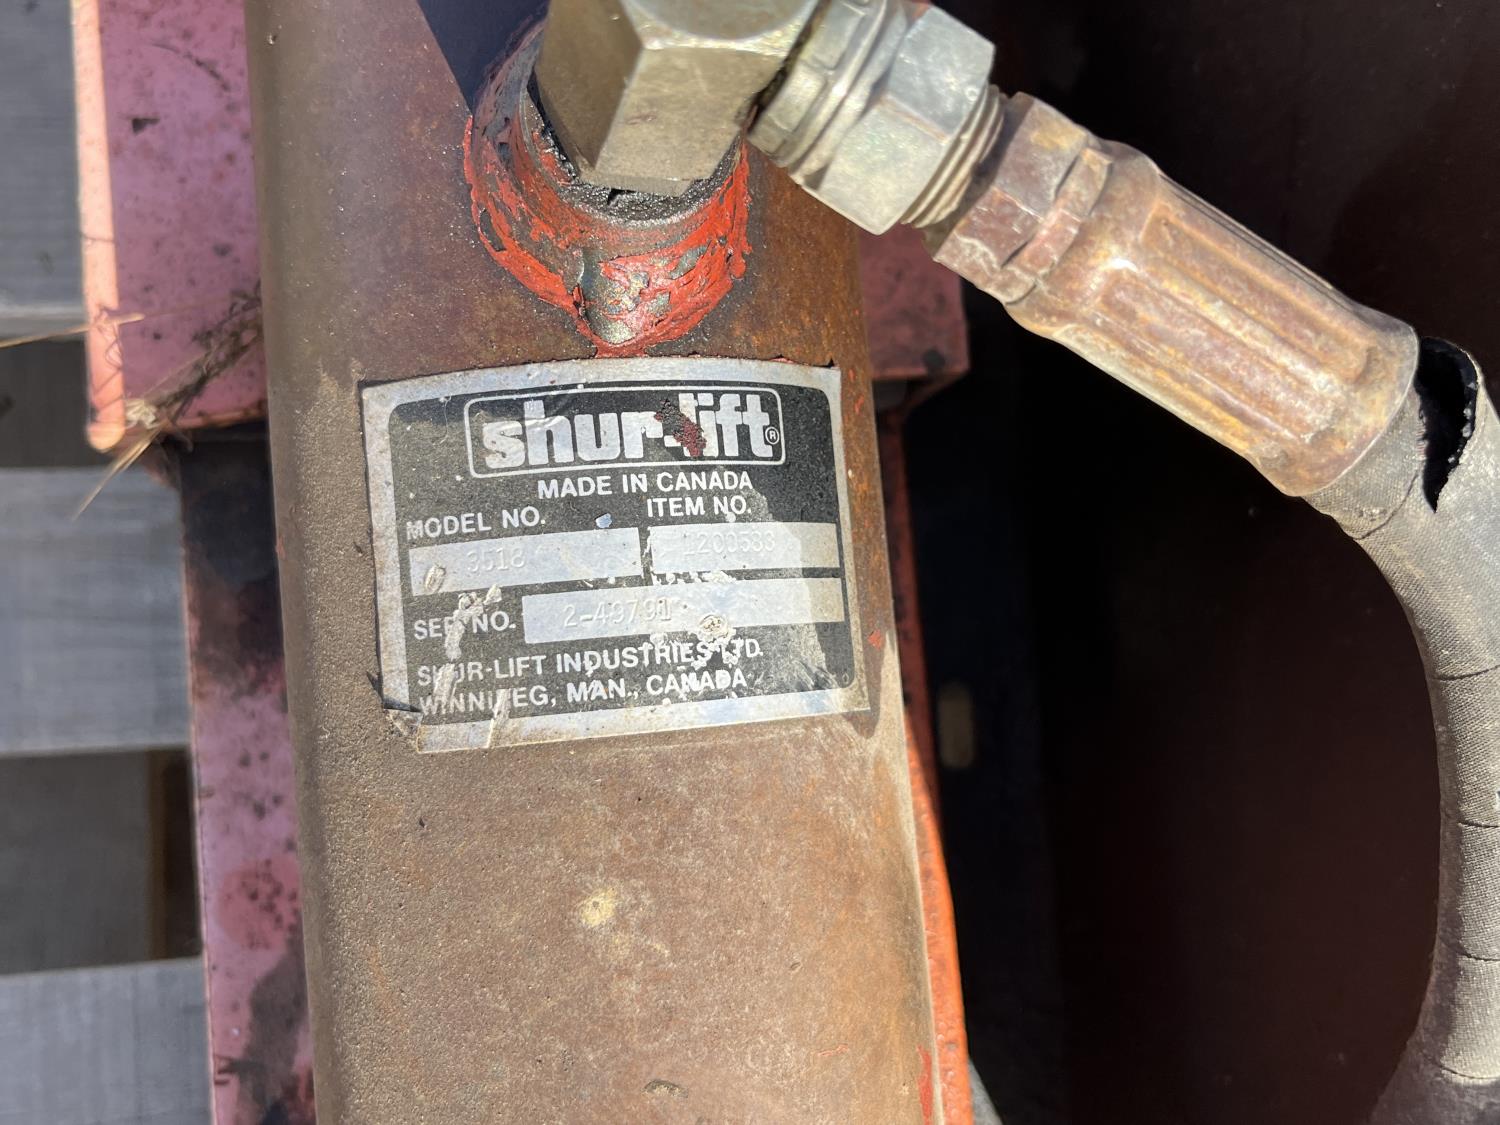 shur-lift®
MADE IN CANADA
MODEL NO. ITEM NO.
3518 1200583
SER NO. 2-49791
SHUR-LIFT INDUSTRIES LTD.
WINNIPEG, MAN., CANADA